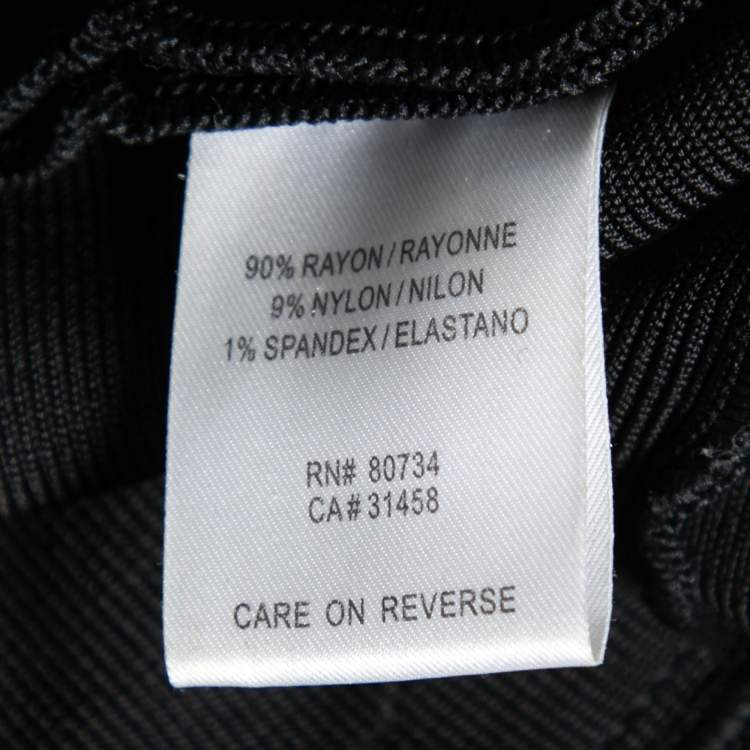 90% RAYON/RAYONNE
9% NYLON/NILON
1% SPANDEX/ELASTANO
RN# 80734
CA# 31458
CARE ON REVERSE